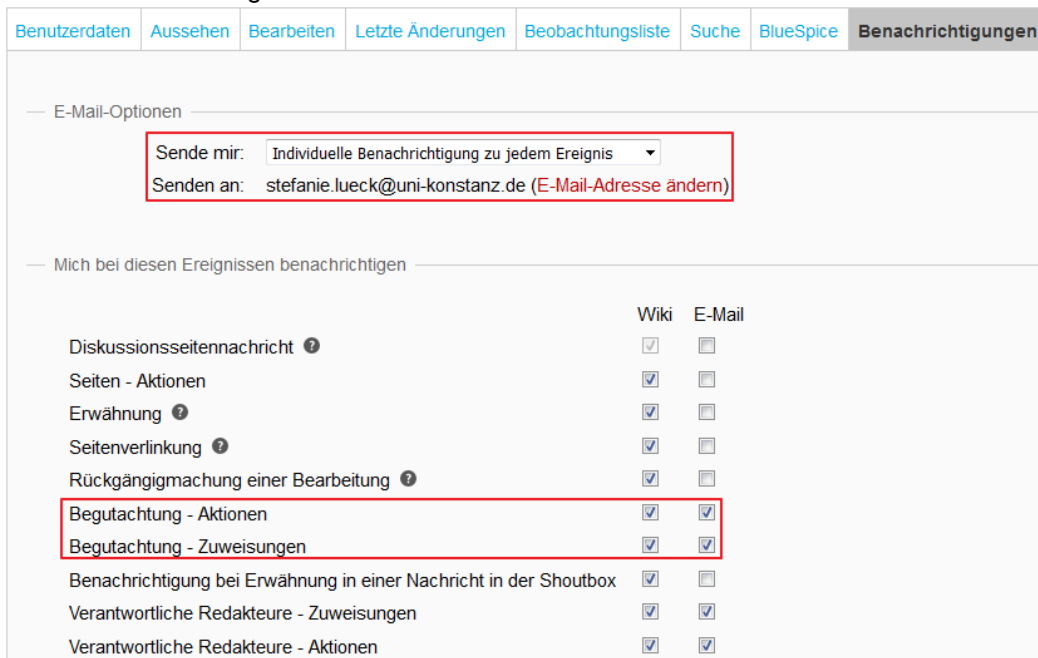 Benutzerdaten Aussehen Bearbeiten Letzte Änderungen Beobachtungsliste Suche BlueSpice Benachrichtigungen
E-Mail-Optionen
Sende mir: Individuelle Benachrichtigung zu jedem Ereignis
Senden an: stefanie.lueck@uni-konstanz.de (E-Mail-Adresse ändern)
Mich bei diesen Ereignissen benachrichtigen
Wiki E-Mail
Diskussionsseitennachricht ?
Seiten - Aktionen
Erwähnung ?
Seitenverlinkung ?
Rückgängigmachung einer Bearbeitung ?
Begutachtung - Aktionen
Begutachtung - Zuweisungen
Benachrichtigung bei Erwähnung in einer Nachricht in der Shoutbox
Verantwortliche Redakteure - Zuweisungen
Verantwortliche Redakteure - Aktionen